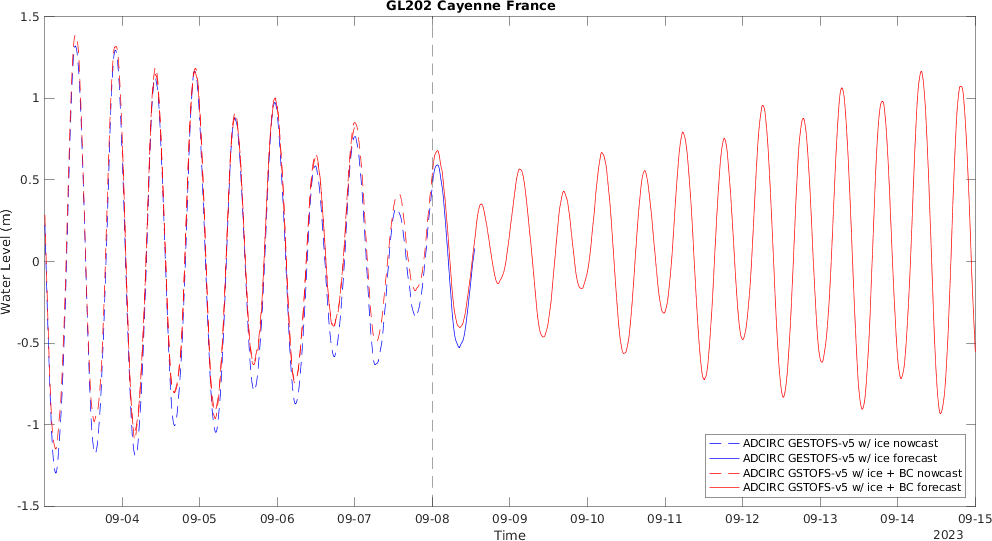 GL202 Cayenne France
1.5
1
0.5
0
-0.5
-1
-1.5
Water Level (m)
09-04 09-05 09-06 09-07 09-08 09-09 09-10 09-11 09-12 09-13 09-14 09-15
Time
2023
ADCIRC GESTOFS-v5 w/ ice nowcast
ADCIRC GESTOFS-v5 w/ ice forecast
ADCIRC GSTOFS-v5 w/ ice + BC nowcast
ADCIRC GSTOFS-v5 w/ ice + BC forecast